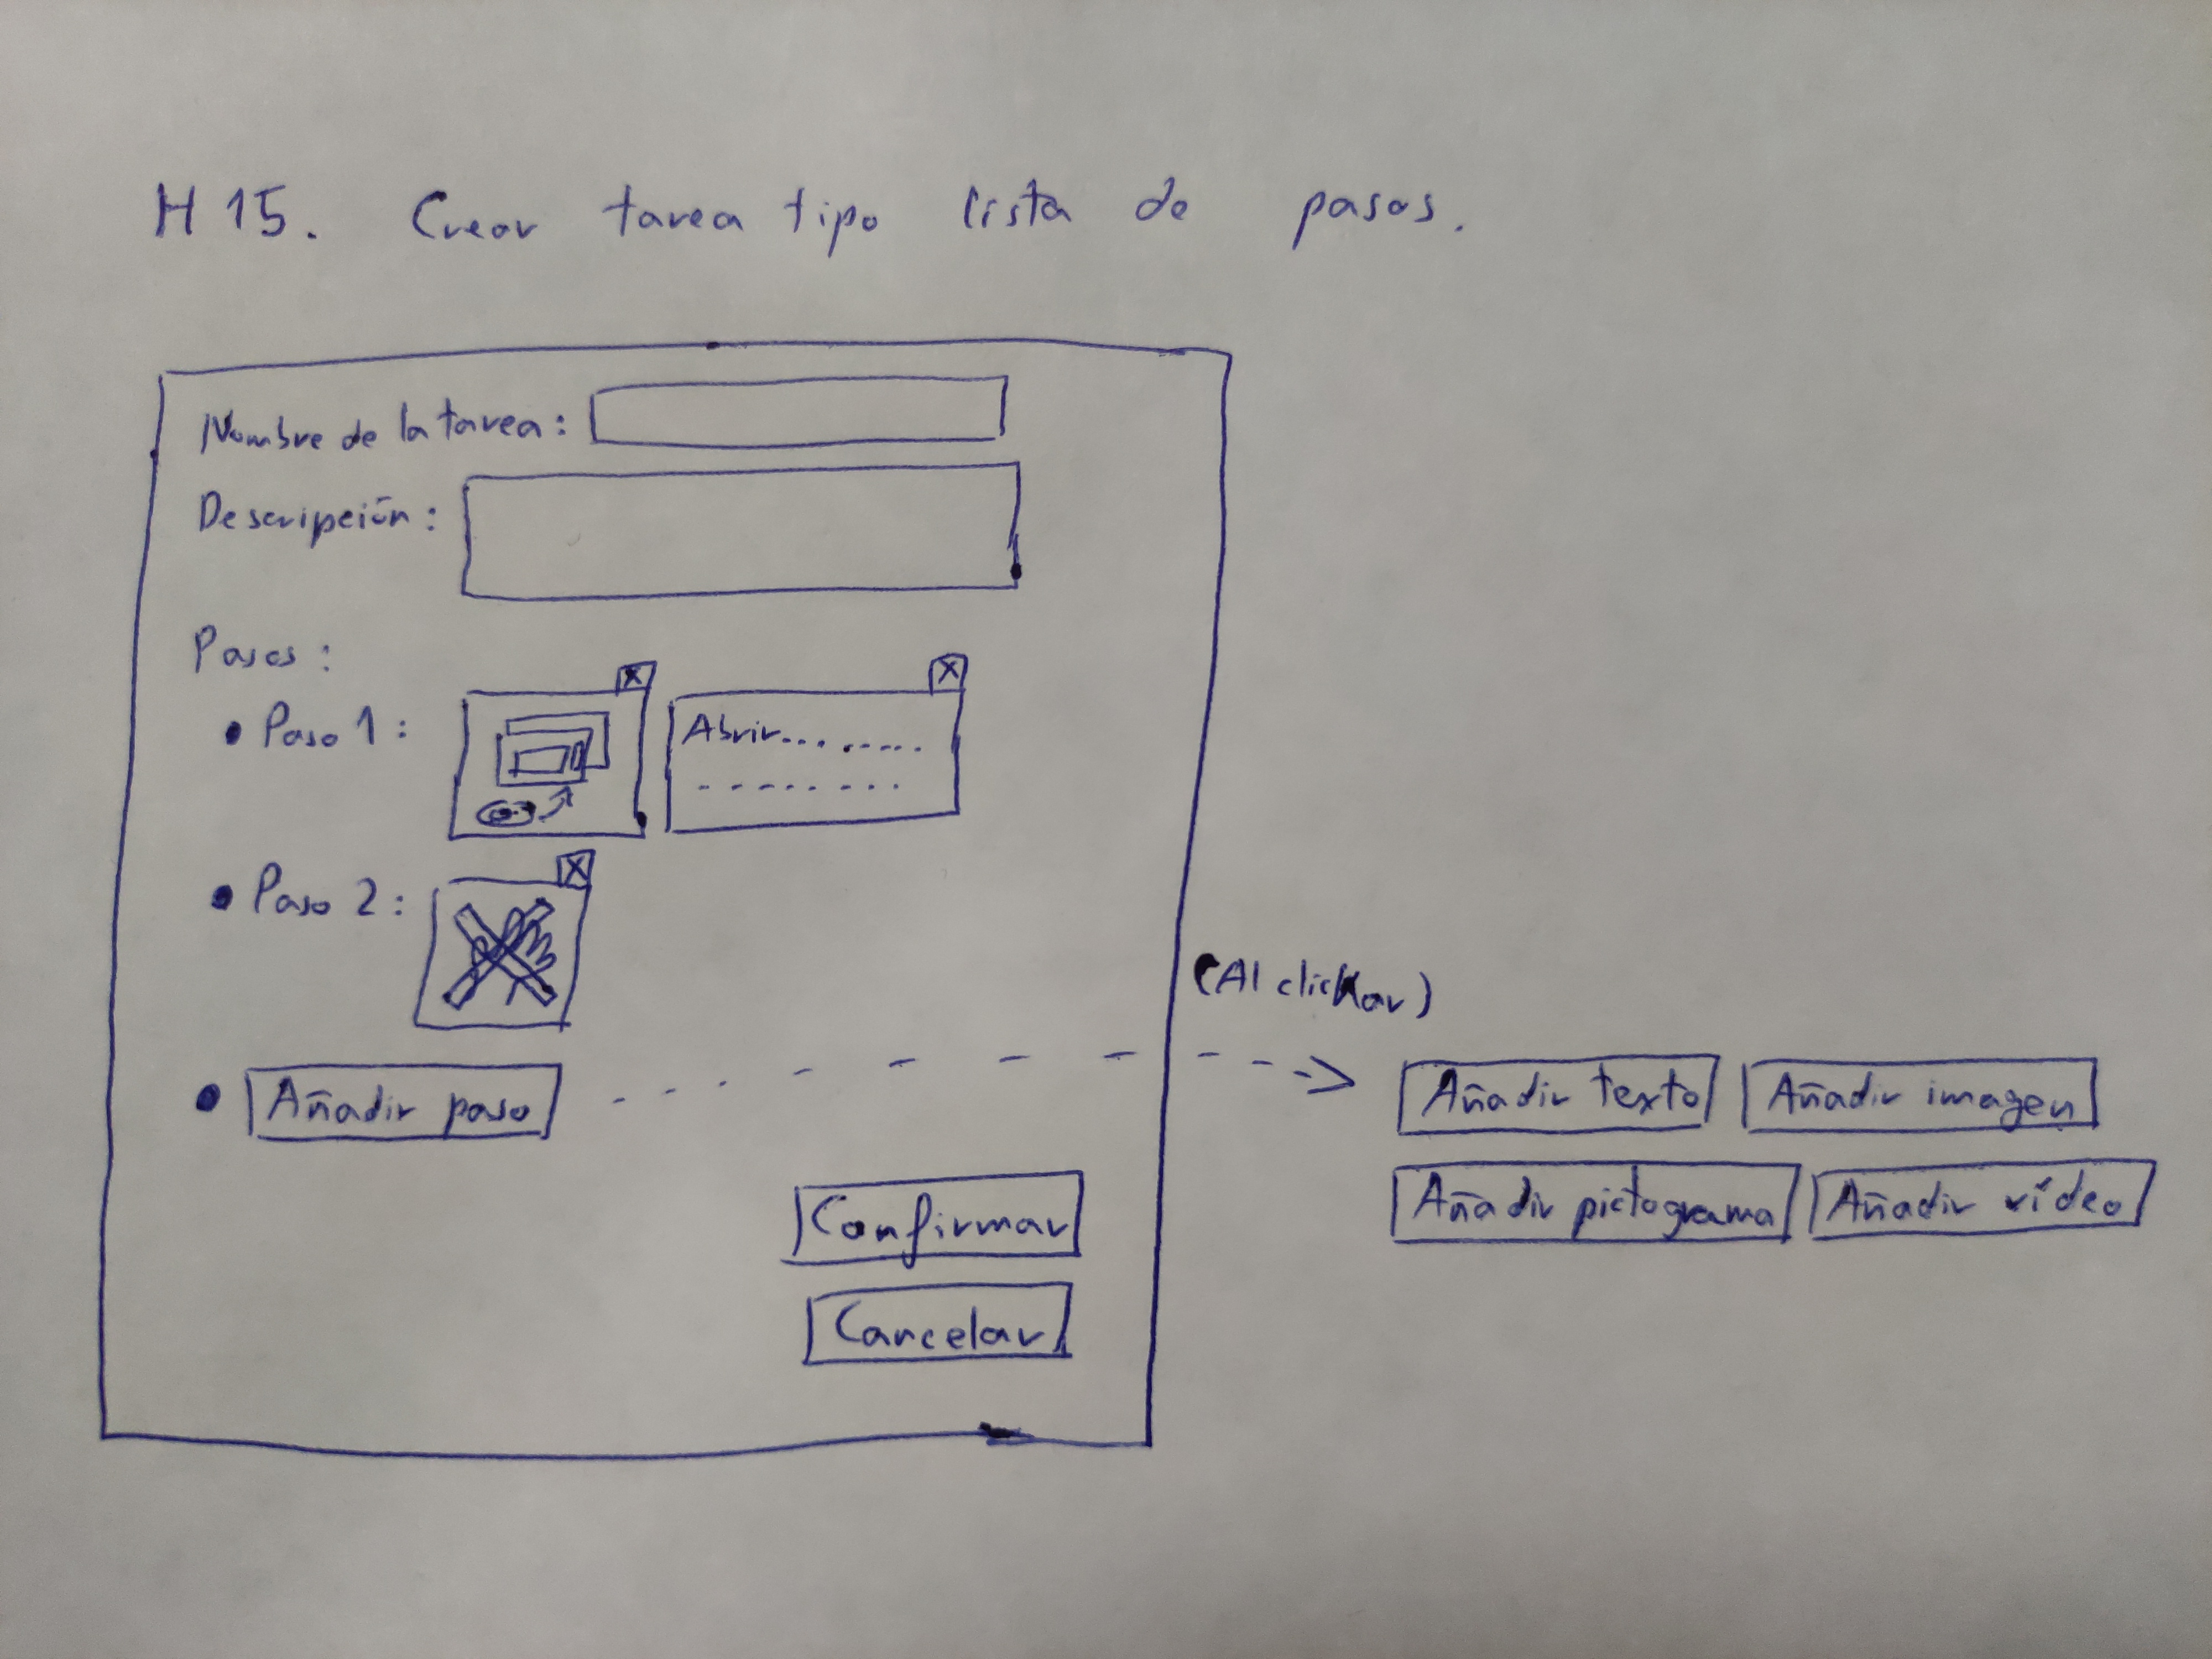 H 15. Crear tarea tipo lista de pasos.
Nombre de la tarea:
Descripción:
Pasos:
• Paso 1:
X
X
Abrir... .....
- - - - - - - -
• Paso 2:
X
(Al clickar)
• Añadir paso
Añadir texto
Añadir imagen
Añadir pictograma
Añadir vídeo
Confirmar
Cancelar